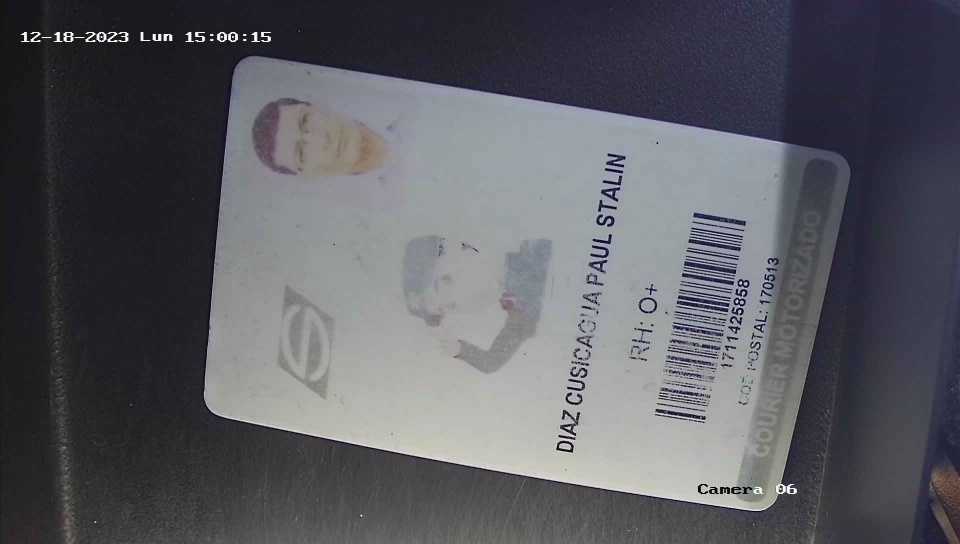 12-18-2023 Lun 15:00:15
DIAZ CUSICAGUA PAUL STALIN
RH: O+
1711425858
COD POSTAL: 170513
COURIER MOTORIZADO
Camera 06